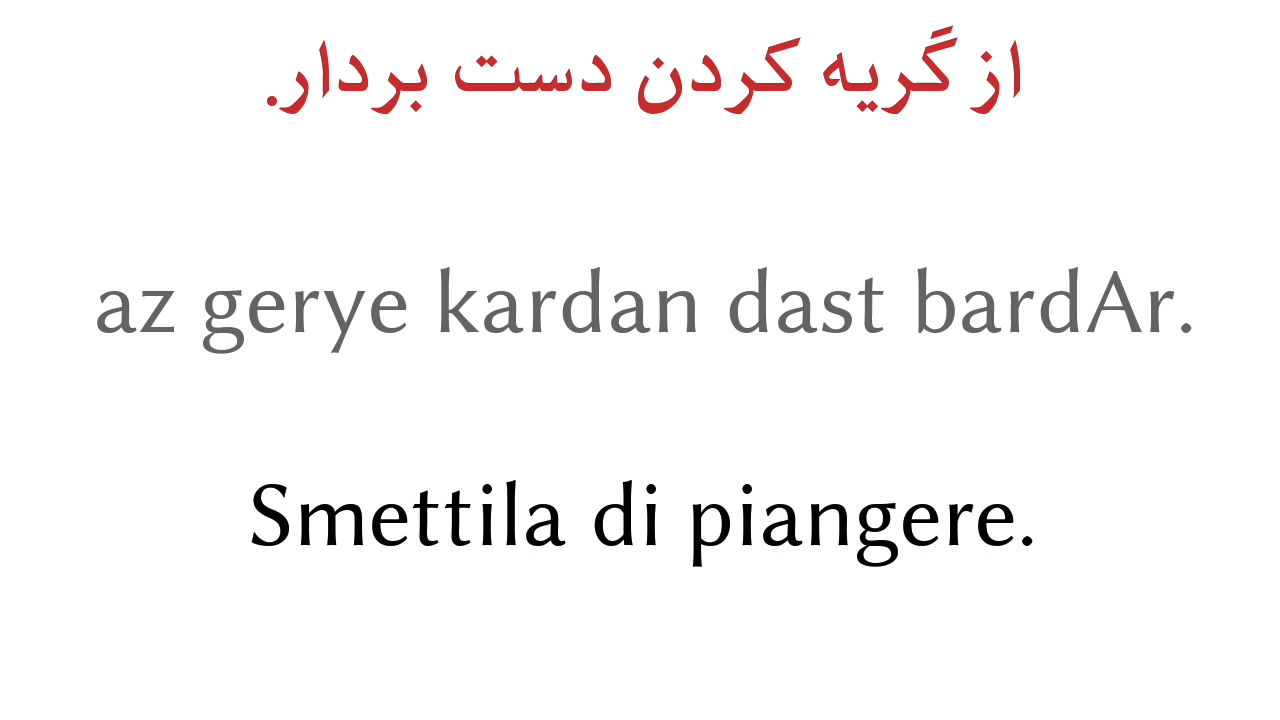 از گریه کردن دست بردار.
az gerye kardan dast bardAr.
Smettila di piangere.